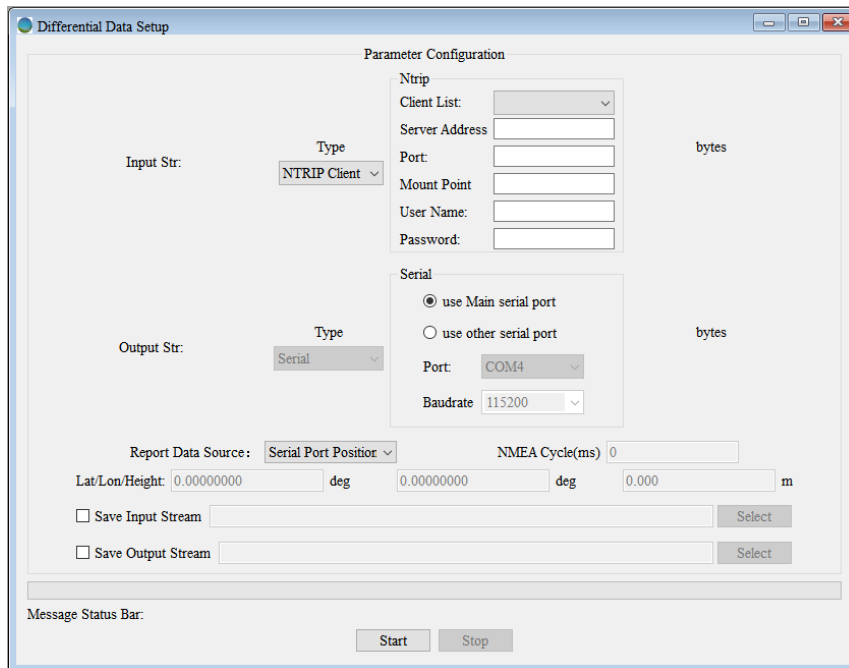 Differential Data Setup
Parameter Configuration
Ntrip
Client List:
Server Address
Type
Input Str:
NTRIP Client
Port:
bytes
Mount Point
User Name:
Password:
Serial
use Main serial port
Type
use other serial port
bytes
Output Str:
Serial
Port: COM4
Baudrate 115200
Report Data Source: Serial Port Position NMEA Cycle(ms) 0
Lat/Lon/Height: 0.00000000 deg 0.00000000 deg 0.000 m
Save Input Stream Select
Save Output Stream Select
Message Status Bar:
Start Stop